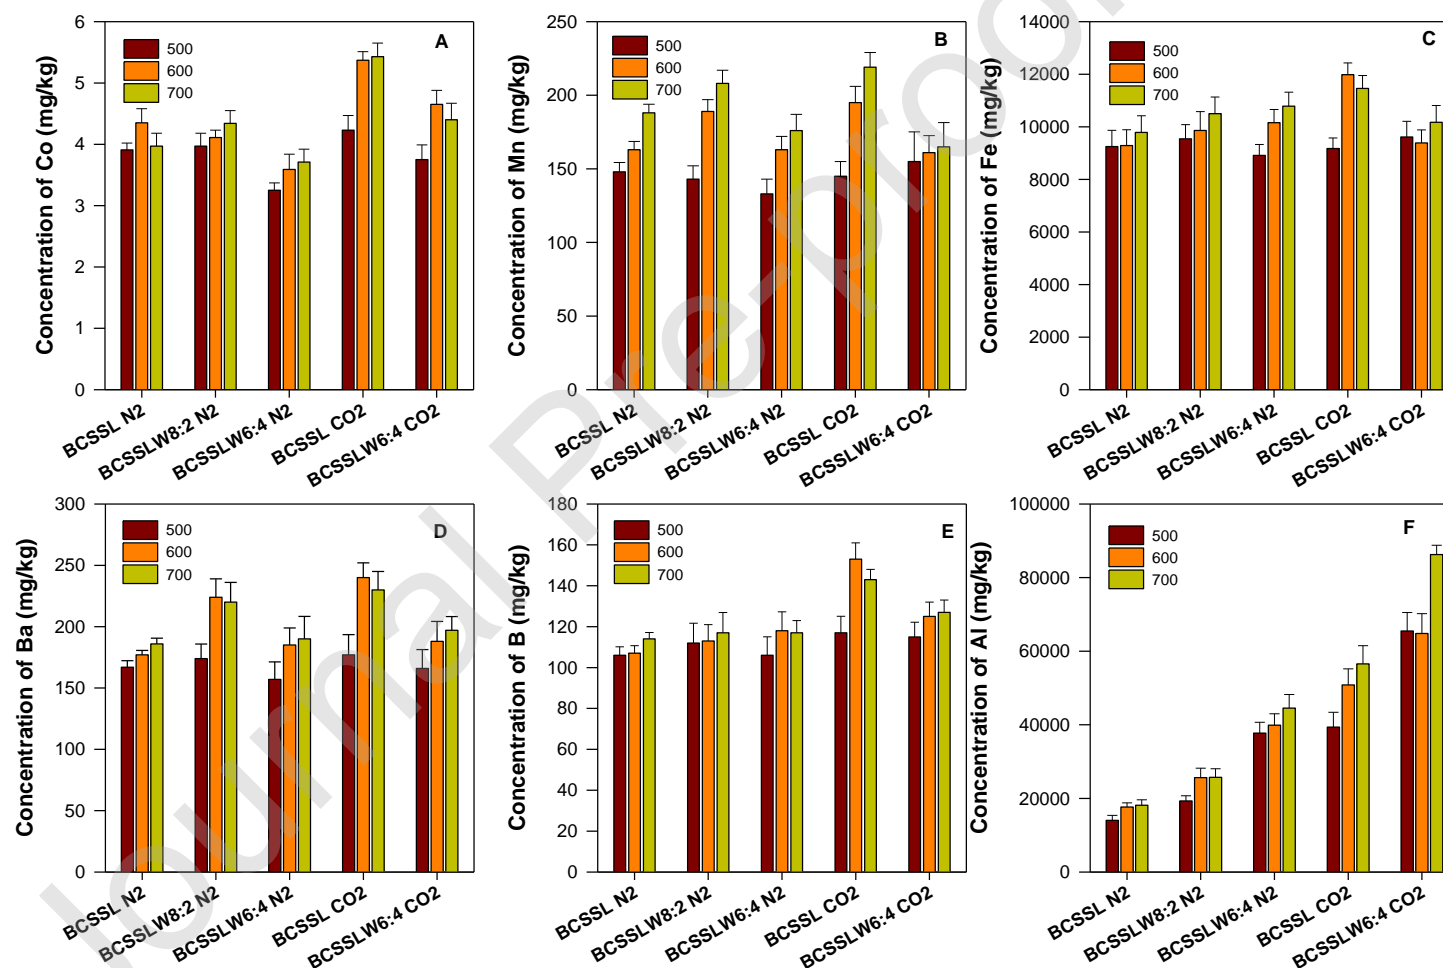 A
500
600
700
6
5
4
3
2
1
0
Concentration of Co (mg/kg)
BCSSL N2
BCSSLW8:2 N2
BCSSLW6:4 N2
BCSSL CO2
BCSSLW6:4 CO2
B
500
600
700
250
200
150
100
50
0
Concentration of Mn (mg/kg)
BCSSL N2
BCSSLW8:2 N2
BCSSLW6:4 N2
BCSSL CO2
BCSSLW6:4 CO2
C
500
600
700
14000
12000
10000
8000
6000
4000
2000
0
Concentration of Fe (mg/kg)
BCSSL N2
BCSSLW8:2 N2
BCSSLW6:4 N2
BCSSL CO2
BCSSLW6:4 CO2
D
500
600
700
300
250
200
150
100
50
0
Concentration of Ba (mg/kg)
BCSSL N2
BCSSLW8:2 N2
BCSSLW6:4 N2
BCSSL CO2
BCSSLW6:4 CO2
E
500
600
700
180
160
140
120
100
80
60
40
20
0
Concentration of B (mg/kg)
BCSSL N2
BCSSLW8:2 N2
BCSSLW6:4 N2
BCSSL CO2
BCSSLW6:4 CO2
F
500
600
700
100000
80000
60000
40000
20000
0
Concentration of Al (mg/kg)
BCSSL N2
BCSSLW8:2 N2
BCSSLW6:4 N2
BCSSL CO2
BCSSLW6:4 CO2
Journal Pre-proo